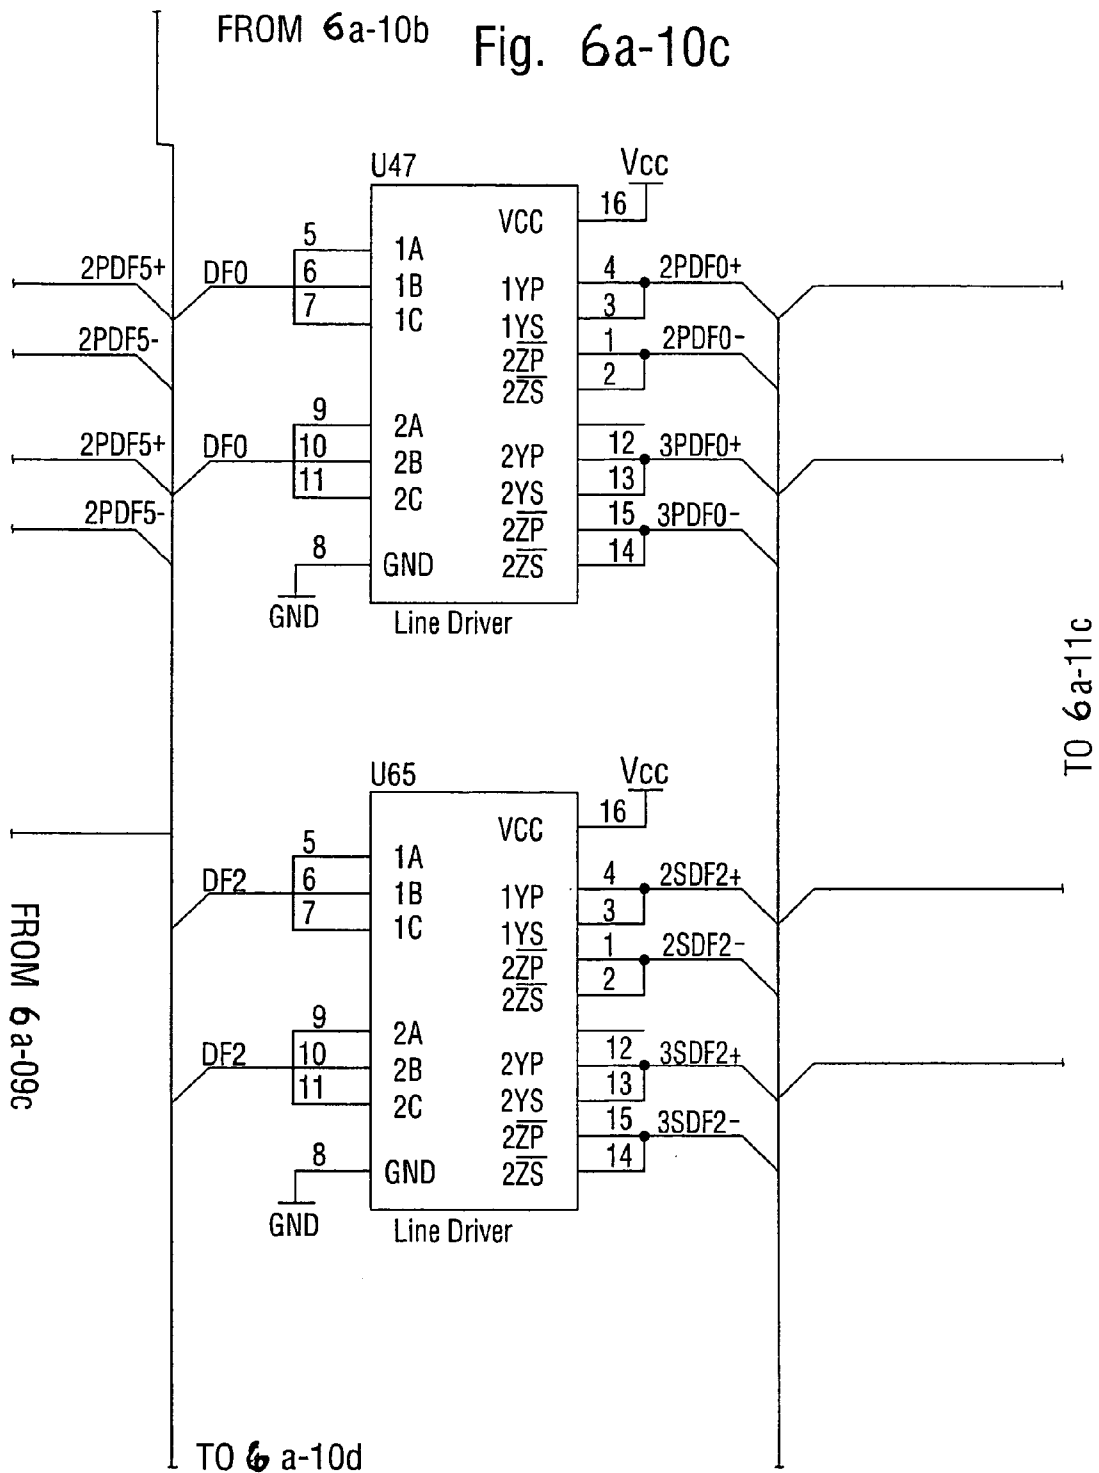 FROM 6a-10b
Fig. 6a-10c
U47
Vcc
VCC 16
5 1A
6 1B
7 1C
2PDF5+ DF0
2PDF5-
1YP 4 2PDF0+
1YS 3
2ZP 1 2PDF0-
2ZS 2
9 2A
10 2B
11 2C
2PDF5+ DF0
2PDF5-
2YP 12 3PDF0+
2YS 13
2ZP 15 3PDF0-
2ZS 14
8 GND
GND
Line Driver
TO 6a-11c
U65
Vcc
VCC 16
5 1A
DF2 6 1B
7 1C
1YP 4 2SDF2+
1YS 3
2ZP 1 2SDF2-
2ZS 2
FROM 6a-09c
9 2A
DF2 10 2B
11 2C
2YP 12 3SDF2+
2YS 13
2ZP 15 3SDF2-
2ZS 14
8 GND
GND
Line Driver
TO 6a-10d